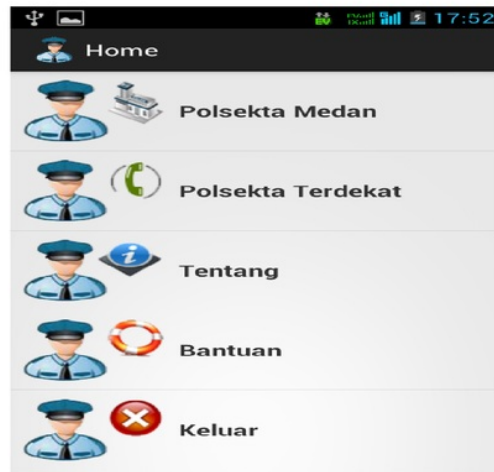 17:52
Home
Polsekta Medan
Polsekta Terdekat
Tentang
Bantuan
Keluar